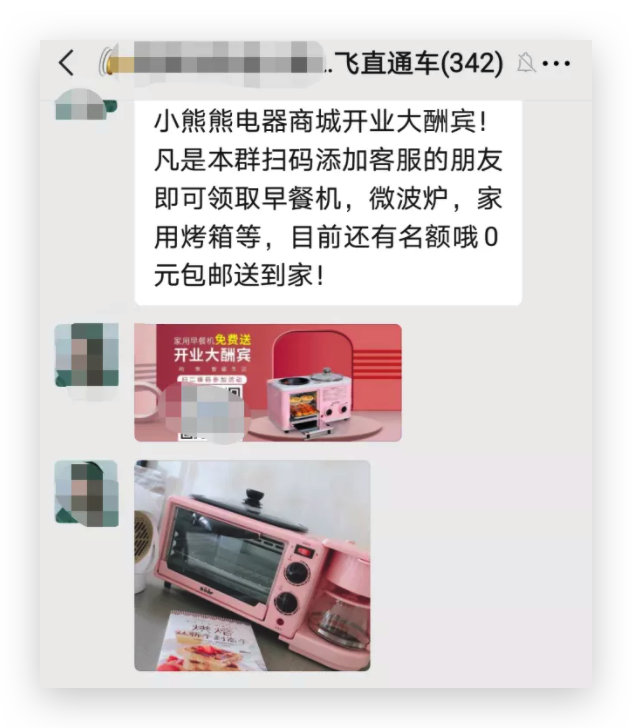 ...飞直通车(342)
小熊熊电器商城开业大酬宾！
凡是本群扫码添加客服的朋友
即可领取早餐机，微波炉，家
用烤箱等，目前还有名额哦0
元包邮送到家！
家用早餐机免费送
开业大酬宾
扫二维码参加活动
烘焙